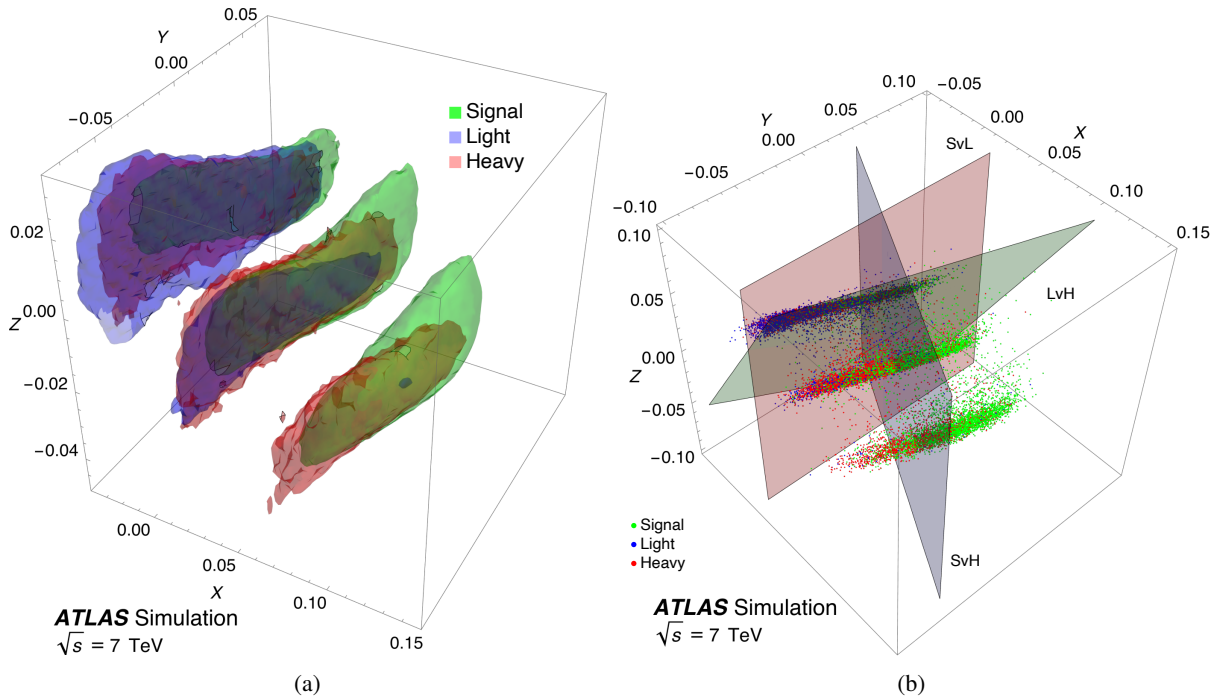 0.05
Y
0.00
−0.05
Signal
Light
Heavy
0.02
0.00
Z
−0.02
−0.04
0.00
0.05
X
0.10
0.15
ATLAS Simulation
√s = 7 TeV
(a)
0.10
−0.05
Y
0.05
0.00
0.00
X
−0.05
SvL
0.05
−0.10
0.10
0.10
0.15
0.05
LvH
0.00
Z
−0.05
−0.10
Signal
Light
Heavy
SvH
ATLAS Simulation
√s = 7 TeV
(b)